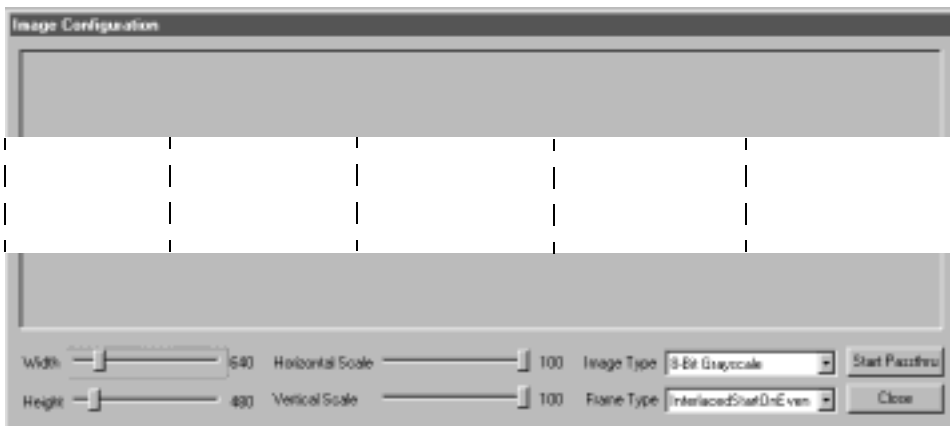 Image Configuration
Width 640 Horizontal Scale 100 Image Type 8-Bit Grayscale Start Passthru
Height 480 Vertical Scale 100 Frame Type InterlacedStartOnEven Close